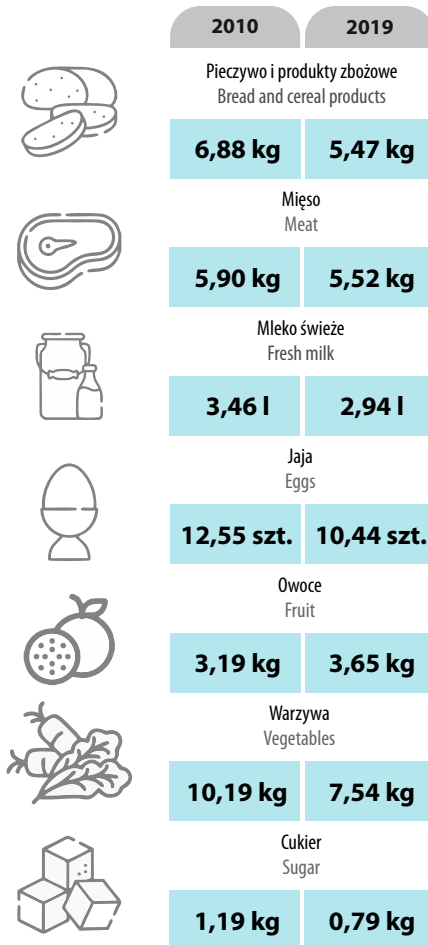 2010 2019
Pieczywo i produkty zbożowe
Bread and cereal products
6,88 kg 5,47 kg
Mięso
Meat
5,90 kg 5,52 kg
Mleko świeże
Fresh milk
3,46 l 2,94 l
Jaja
Eggs
12,55 szt. 10,44 szt.
Owoce
Fruit
3,19 kg 3,65 kg
Warzywa
Vegetables
10,19 kg 7,54 kg
Cukier
Sugar
1,19 kg 0,79 kg